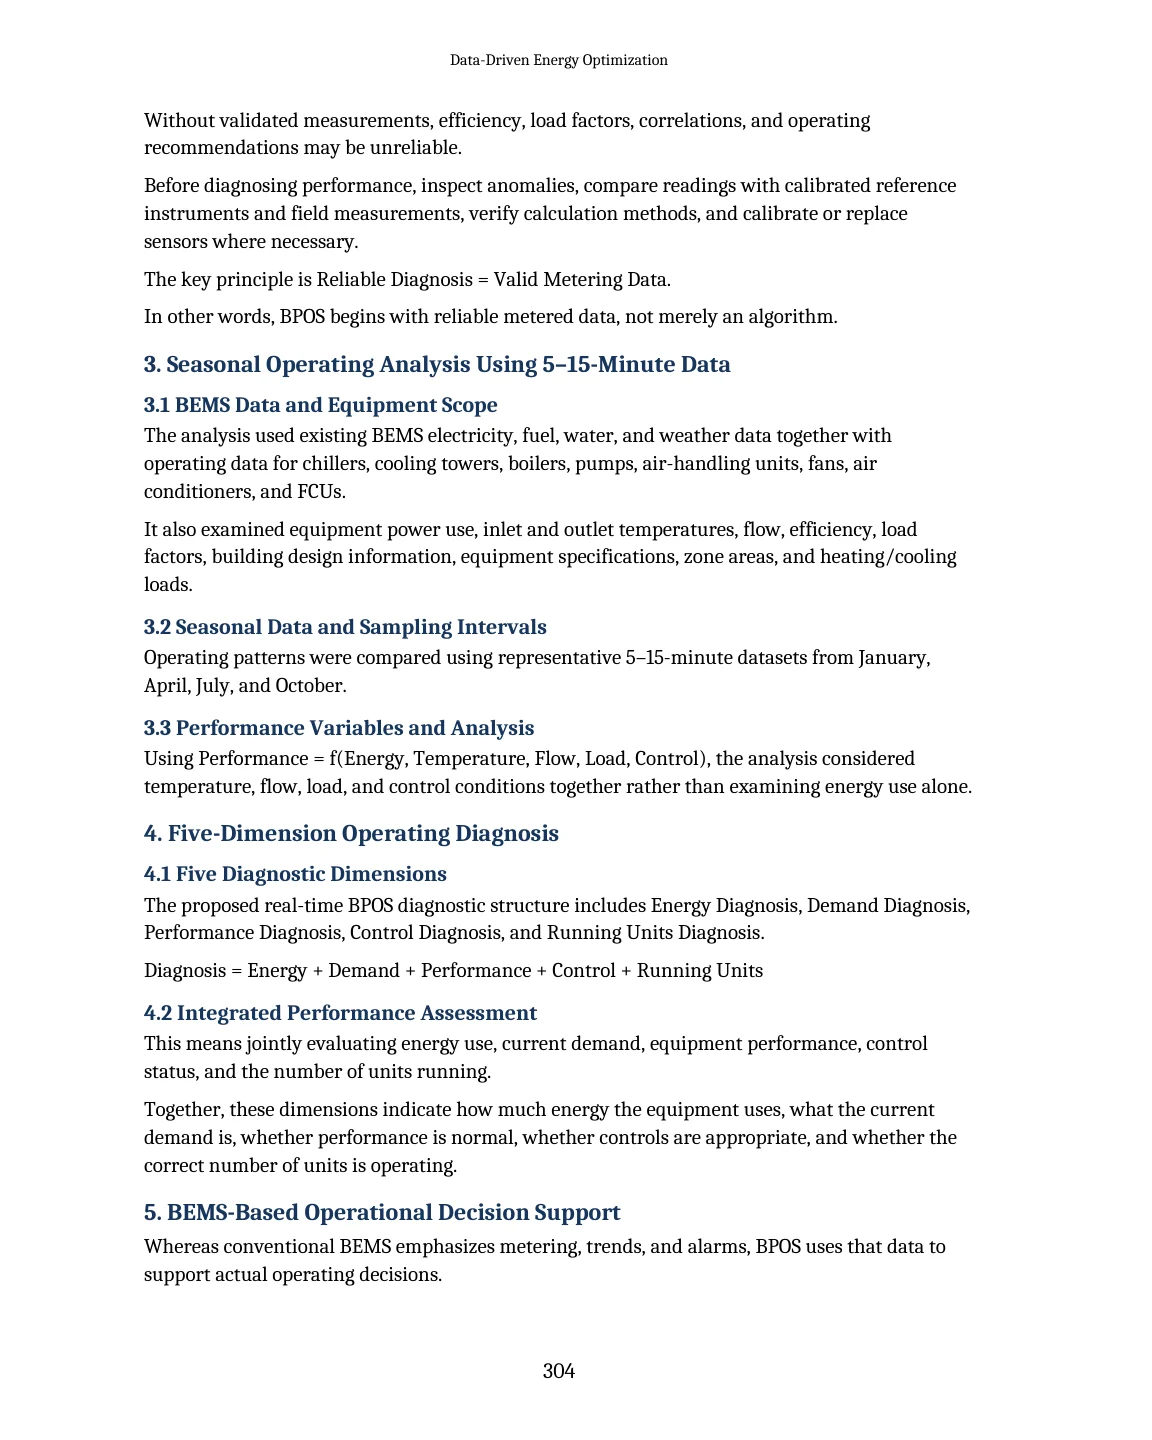 Data-Driven Energy Optimization
Without validated measurements, efficiency, load factors, correlations, and operating
recommendations may be unreliable.
Before diagnosing performance, inspect anomalies, compare readings with calibrated reference
instruments and field measurements, verify calculation methods, and calibrate or replace
sensors where necessary.
The key principle is Reliable Diagnosis = Valid Metering Data.
In other words, BPOS begins with reliable metered data, not merely an algorithm.
3. Seasonal Operating Analysis Using 5–15-Minute Data
3.1 BEMS Data and Equipment Scope
The analysis used existing BEMS electricity, fuel, water, and weather data together with
operating data for chillers, cooling towers, boilers, pumps, air-handling units, fans, air
conditioners, and FCUs.
It also examined equipment power use, inlet and outlet temperatures, flow, efficiency, load
factors, building design information, equipment specifications, zone areas, and heating/cooling
loads.
3.2 Seasonal Data and Sampling Intervals
Operating patterns were compared using representative 5–15-minute datasets from January,
April, July, and October.
3.3 Performance Variables and Analysis
Using Performance = f(Energy, Temperature, Flow, Load, Control), the analysis considered
temperature, flow, load, and control conditions together rather than examining energy use alone.
4. Five-Dimension Operating Diagnosis
4.1 Five Diagnostic Dimensions
The proposed real-time BPOS diagnostic structure includes Energy Diagnosis, Demand Diagnosis,
Performance Diagnosis, Control Diagnosis, and Running Units Diagnosis.
Diagnosis = Energy + Demand + Performance + Control + Running Units
4.2 Integrated Performance Assessment
This means jointly evaluating energy use, current demand, equipment performance, control
status, and the number of units running.
Together, these dimensions indicate how much energy the equipment uses, what the current
demand is, whether performance is normal, whether controls are appropriate, and whether the
correct number of units is operating.
5. BEMS-Based Operational Decision Support
Whereas conventional BEMS emphasizes metering, trends, and alarms, BPOS uses that data to
support actual operating decisions.
304